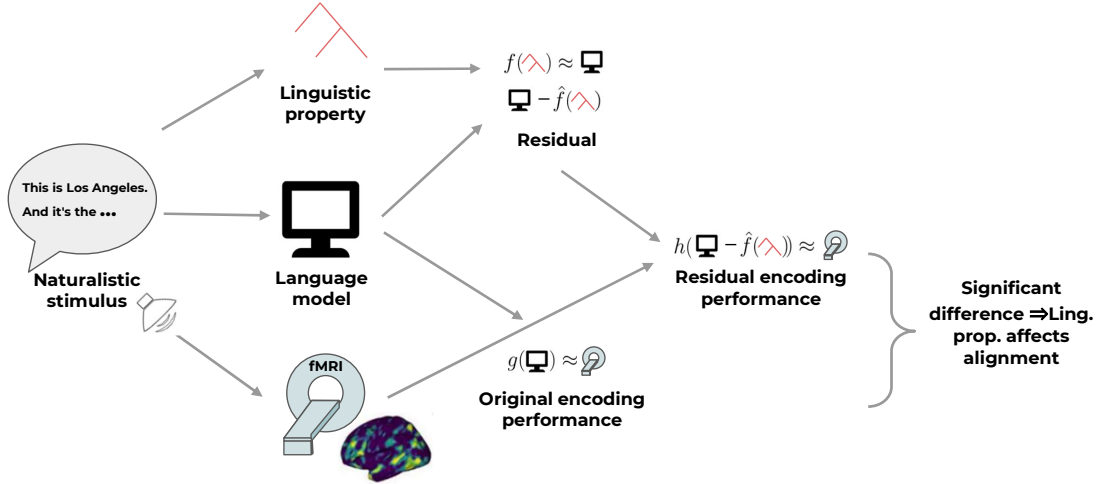 Linguistic
property
f( ) ≈
− f̂( )
Residual
This is Los Angeles.
And it's the ...
Naturalistic
stimulus
Language
model
h( − f̂( )) ≈
Residual encoding
performance
Significant
difference ⇒Ling.
prop. affects
alignment
fMRI
g( ) ≈
Original encoding
performance